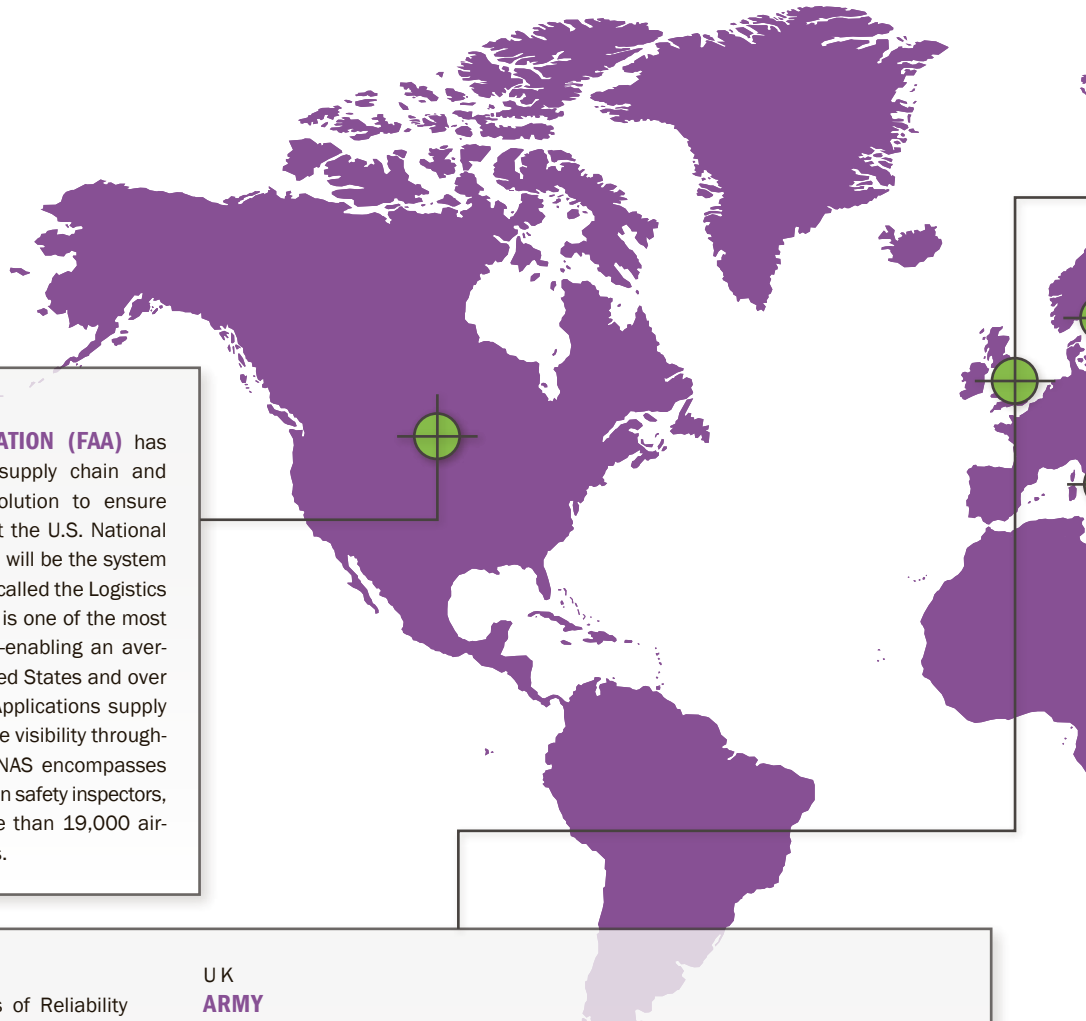 ATION (FAA) has
supply chain and
olution to ensure
t the U.S. National
will be the system
called the Logistics
is one of the most
–enabling an aver-
ed States and over
Applications supply
e visibility through-
NAS encompasses
n safety inspectors,
e than 19,000 air-
s.
UK
s of Reliability
ARMY